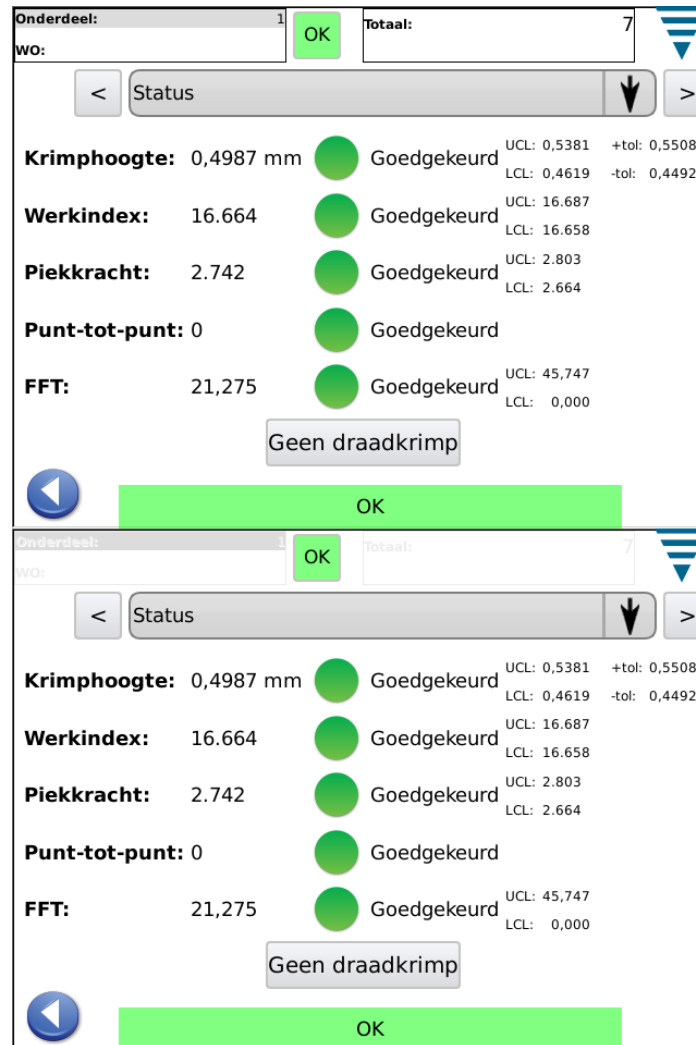 Onderdeel: 1 OK Totaal: 7
WO:
< Status >
Krimphoogte: 0,4987 mm Goedgekeurd UCL: 0,5381 +tol: 0,5508
LCL: 0,4619 -tol: 0,4492
Werkindex: 16.664 Goedgekeurd UCL: 16.687
LCL: 16.658
Piekkracht: 2.742 Goedgekeurd UCL: 2.803
LCL: 2.664
Punt-tot-punt: 0 Goedgekeurd
FFT: 21,275 Goedgekeurd UCL: 45,747
LCL: 0,000
Geen draadkrimp
OK
Onderdeel: 1 OK Totaal: 7
WO:
< Status >
Krimphoogte: 0,4987 mm Goedgekeurd UCL: 0,5381 +tol: 0,5508
LCL: 0,4619 -tol: 0,4492
Werkindex: 16.664 Goedgekeurd UCL: 16.687
LCL: 16.658
Piekkracht: 2.742 Goedgekeurd UCL: 2.803
LCL: 2.664
Punt-tot-punt: 0 Goedgekeurd
FFT: 21,275 Goedgekeurd UCL: 45,747
LCL: 0,000
Geen draadkrimp
OK